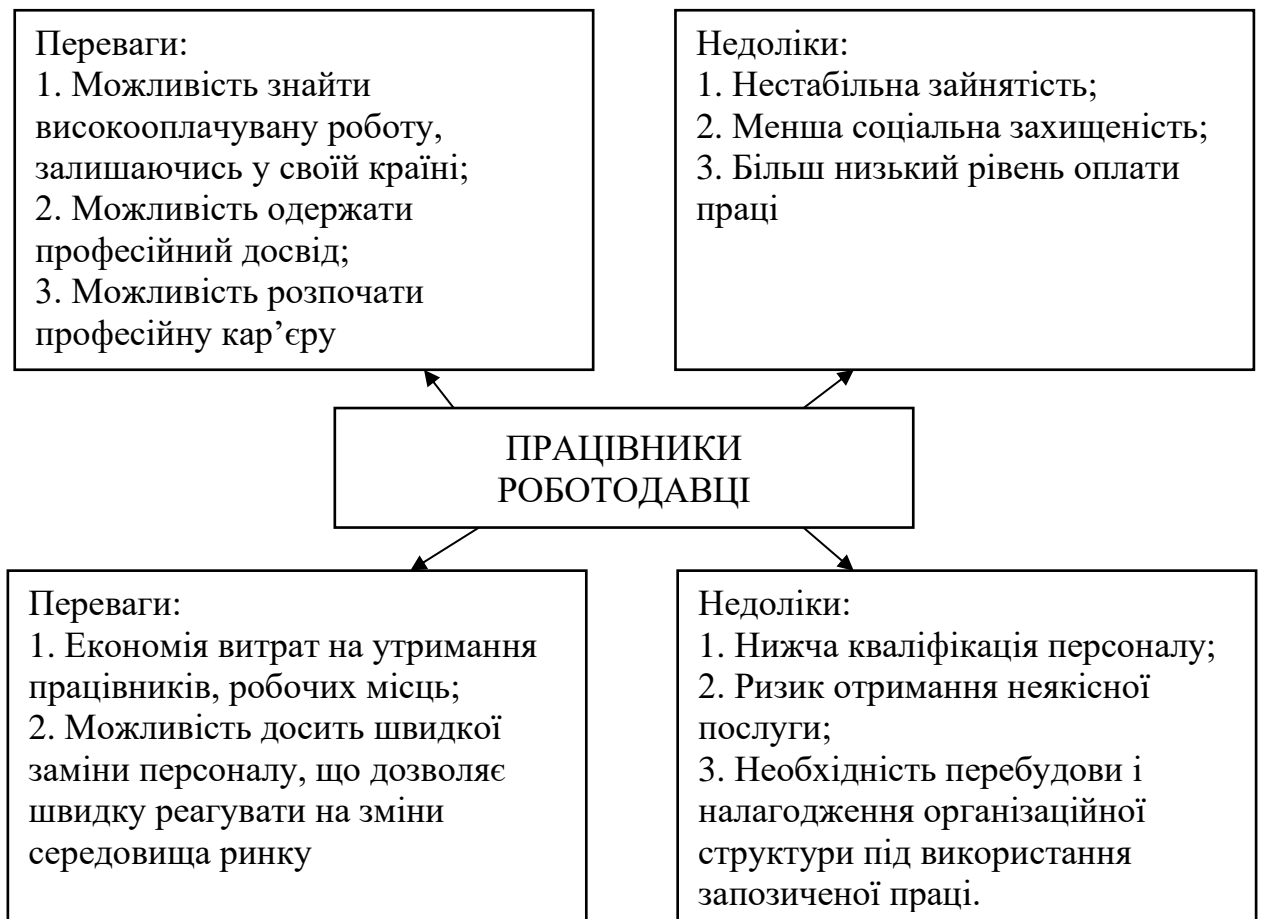 Переваги:
1. Можливість знайти
високооплачувану роботу,
залишаючись у своїй країні;
2. Можливість одержати
професійний досвід;
3. Можливість розпочати
професійну кар’єру
Недоліки:
1. Нестабільна зайнятість;
2. Менша соціальна захищеність;
3. Більш низький рівень оплати
праці
ПРАЦІВНИКИ
РОБОТОДАВЦІ
Переваги:
1. Економія витрат на утримання
працівників, робочих місць;
2. Можливість досить швидкої
заміни персоналу, що дозволяє
швидку реагувати на зміни
середовища ринку
Недоліки:
1. Нижча кваліфікація персоналу;
2. Ризик отримання неякісної
послуги;
3. Необхідність перебудови і
налагодження організаційної
структури під використання
запозиченої праці.